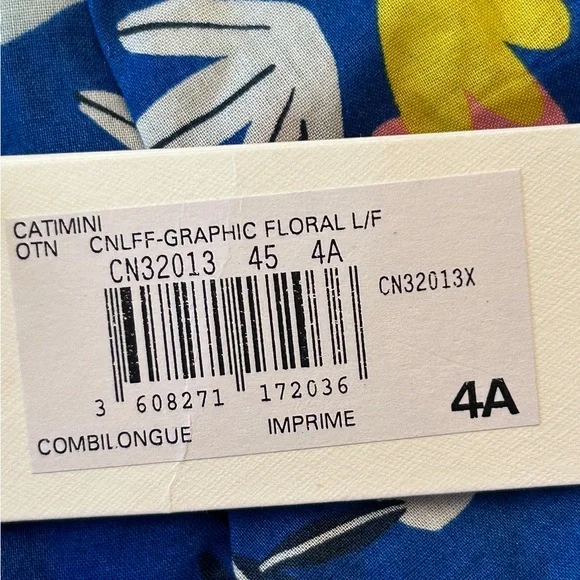 CATIMINI
OTN CNLFF-GRAPHIC FLORAL L/F
CN32013 45 4A
CN32013X
3 608271 172036
4A
COMBILONGUE IMPRIME